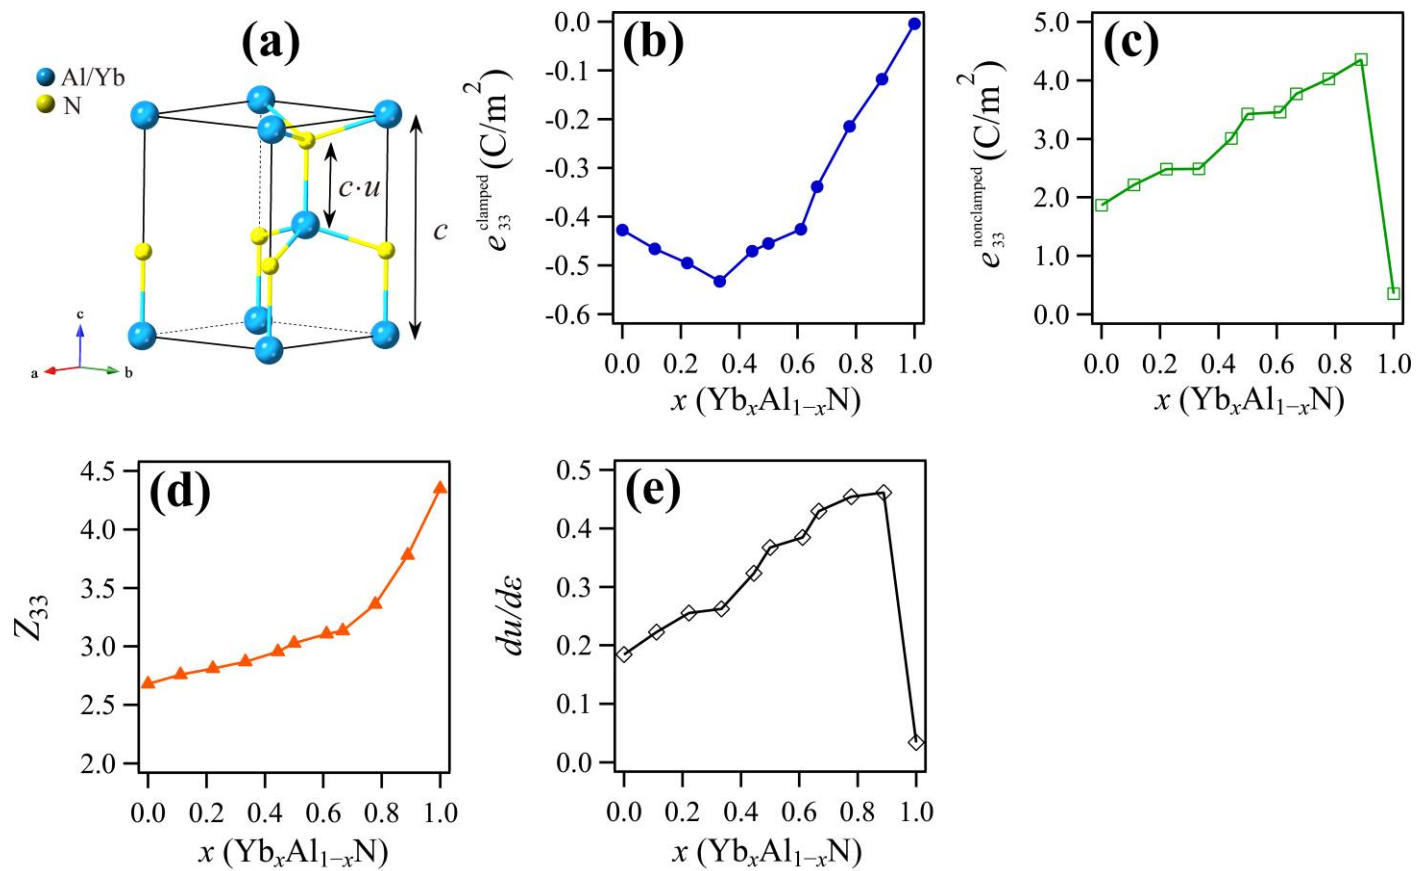 (a)
Al/Yb
N
c·u
c
c
a
b
(b)
e₃₃^clamped (C/m²)
0.0
-0.1
-0.2
-0.3
-0.4
-0.5
-0.6
0.0 0.2 0.4 0.6 0.8 1.0
x (YbₓAl₁₋ₓN)
(c)
e₃₃^nonclamped (C/m²)
5.0
4.0
3.0
2.0
1.0
0.0
0.0 0.2 0.4 0.6 0.8 1.0
x (YbₓAl₁₋ₓN)
(d)
Z₃₃
4.5
4.0
3.5
3.0
2.5
2.0
0.0 0.2 0.4 0.6 0.8 1.0
x (YbₓAl₁₋ₓN)
(e)
du/dε
0.5
0.4
0.3
0.2
0.1
0.0
0.0 0.2 0.4 0.6 0.8 1.0
x (YbₓAl₁₋ₓN)